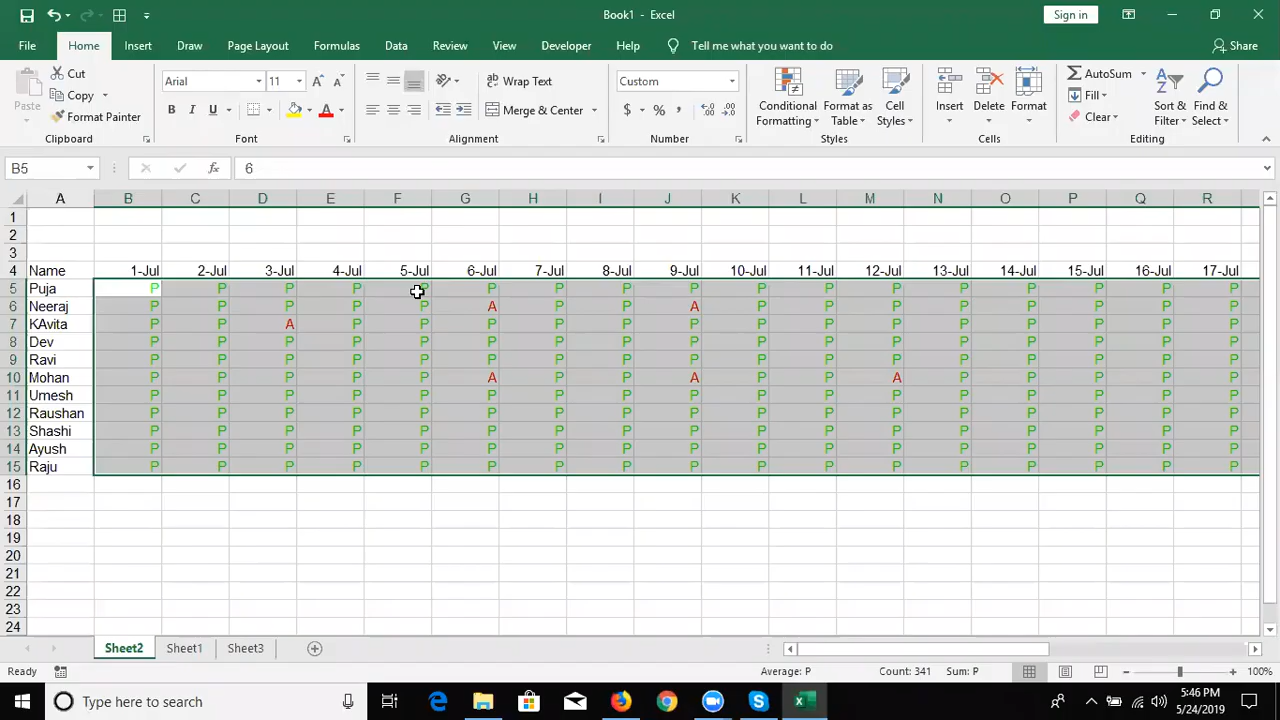 Book1 - Excel
Sign in
File Home Insert Draw Page Layout Formulas Data Review View Developer Help Tell me what you want to do Share
Paste
Cut
Copy
Format Painter
Clipboard
Arial 11
B I U
Font
Wrap Text
Merge & Center
Alignment
Custom
$ % ,
Number
Conditional Formatting
Format as Table
Cell Styles
Styles
Insert Delete Format
Cells
AutoSum
Fill
Clear
Sort & Filter
Find & Select
Editing
B5 fx 6
A B C D E F G H I J K L M N O P Q R
1
2
3
4 Name 1-Jul 2-Jul 3-Jul 4-Jul 5-Jul 6-Jul 7-Jul 8-Jul 9-Jul 10-Jul 11-Jul 12-Jul 13-Jul 14-Jul 15-Jul 16-Jul 17-Jul
5 Puja P P P P P P P P P P P P P P P P P
6 Neeraj P P P P P A P P A P P P P P P P P
7 KAvita P P A P P P P P P P P P P P P P P
8 Dev P P P P P P P P P P P P P P P P P
9 Ravi P P P P P P P P P P P P P P P P P
10 Mohan P P P P P A P P A P P A P P P P P
11 Umesh P P P P P P P P P P P P P P P P P
12 Raushan P P P P P P P P P P P P P P P P P
13 Shashi P P P P P P P P P P P P P P P P P
14 Ayush P P P P P P P P P P P P P P P P P
15 Raju P P P P P P P P P P P P P P P P P
16
17
18
19
20
21
22
23
24
Sheet2 Sheet1 Sheet3
Ready Average: P Count: 341 Sum: P 100%
Type here to search
5:46 PM
5/24/2019